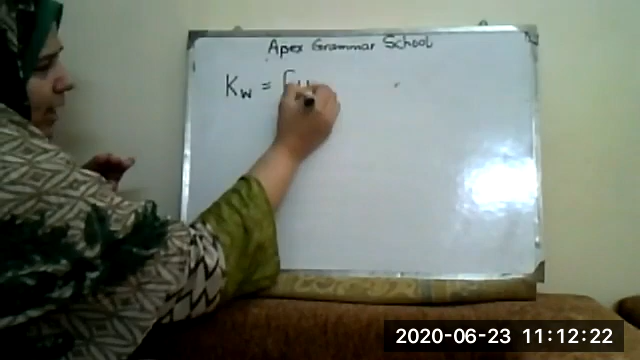 Apex Grammar School
Kw = [H
2020-06-23 11:12:22